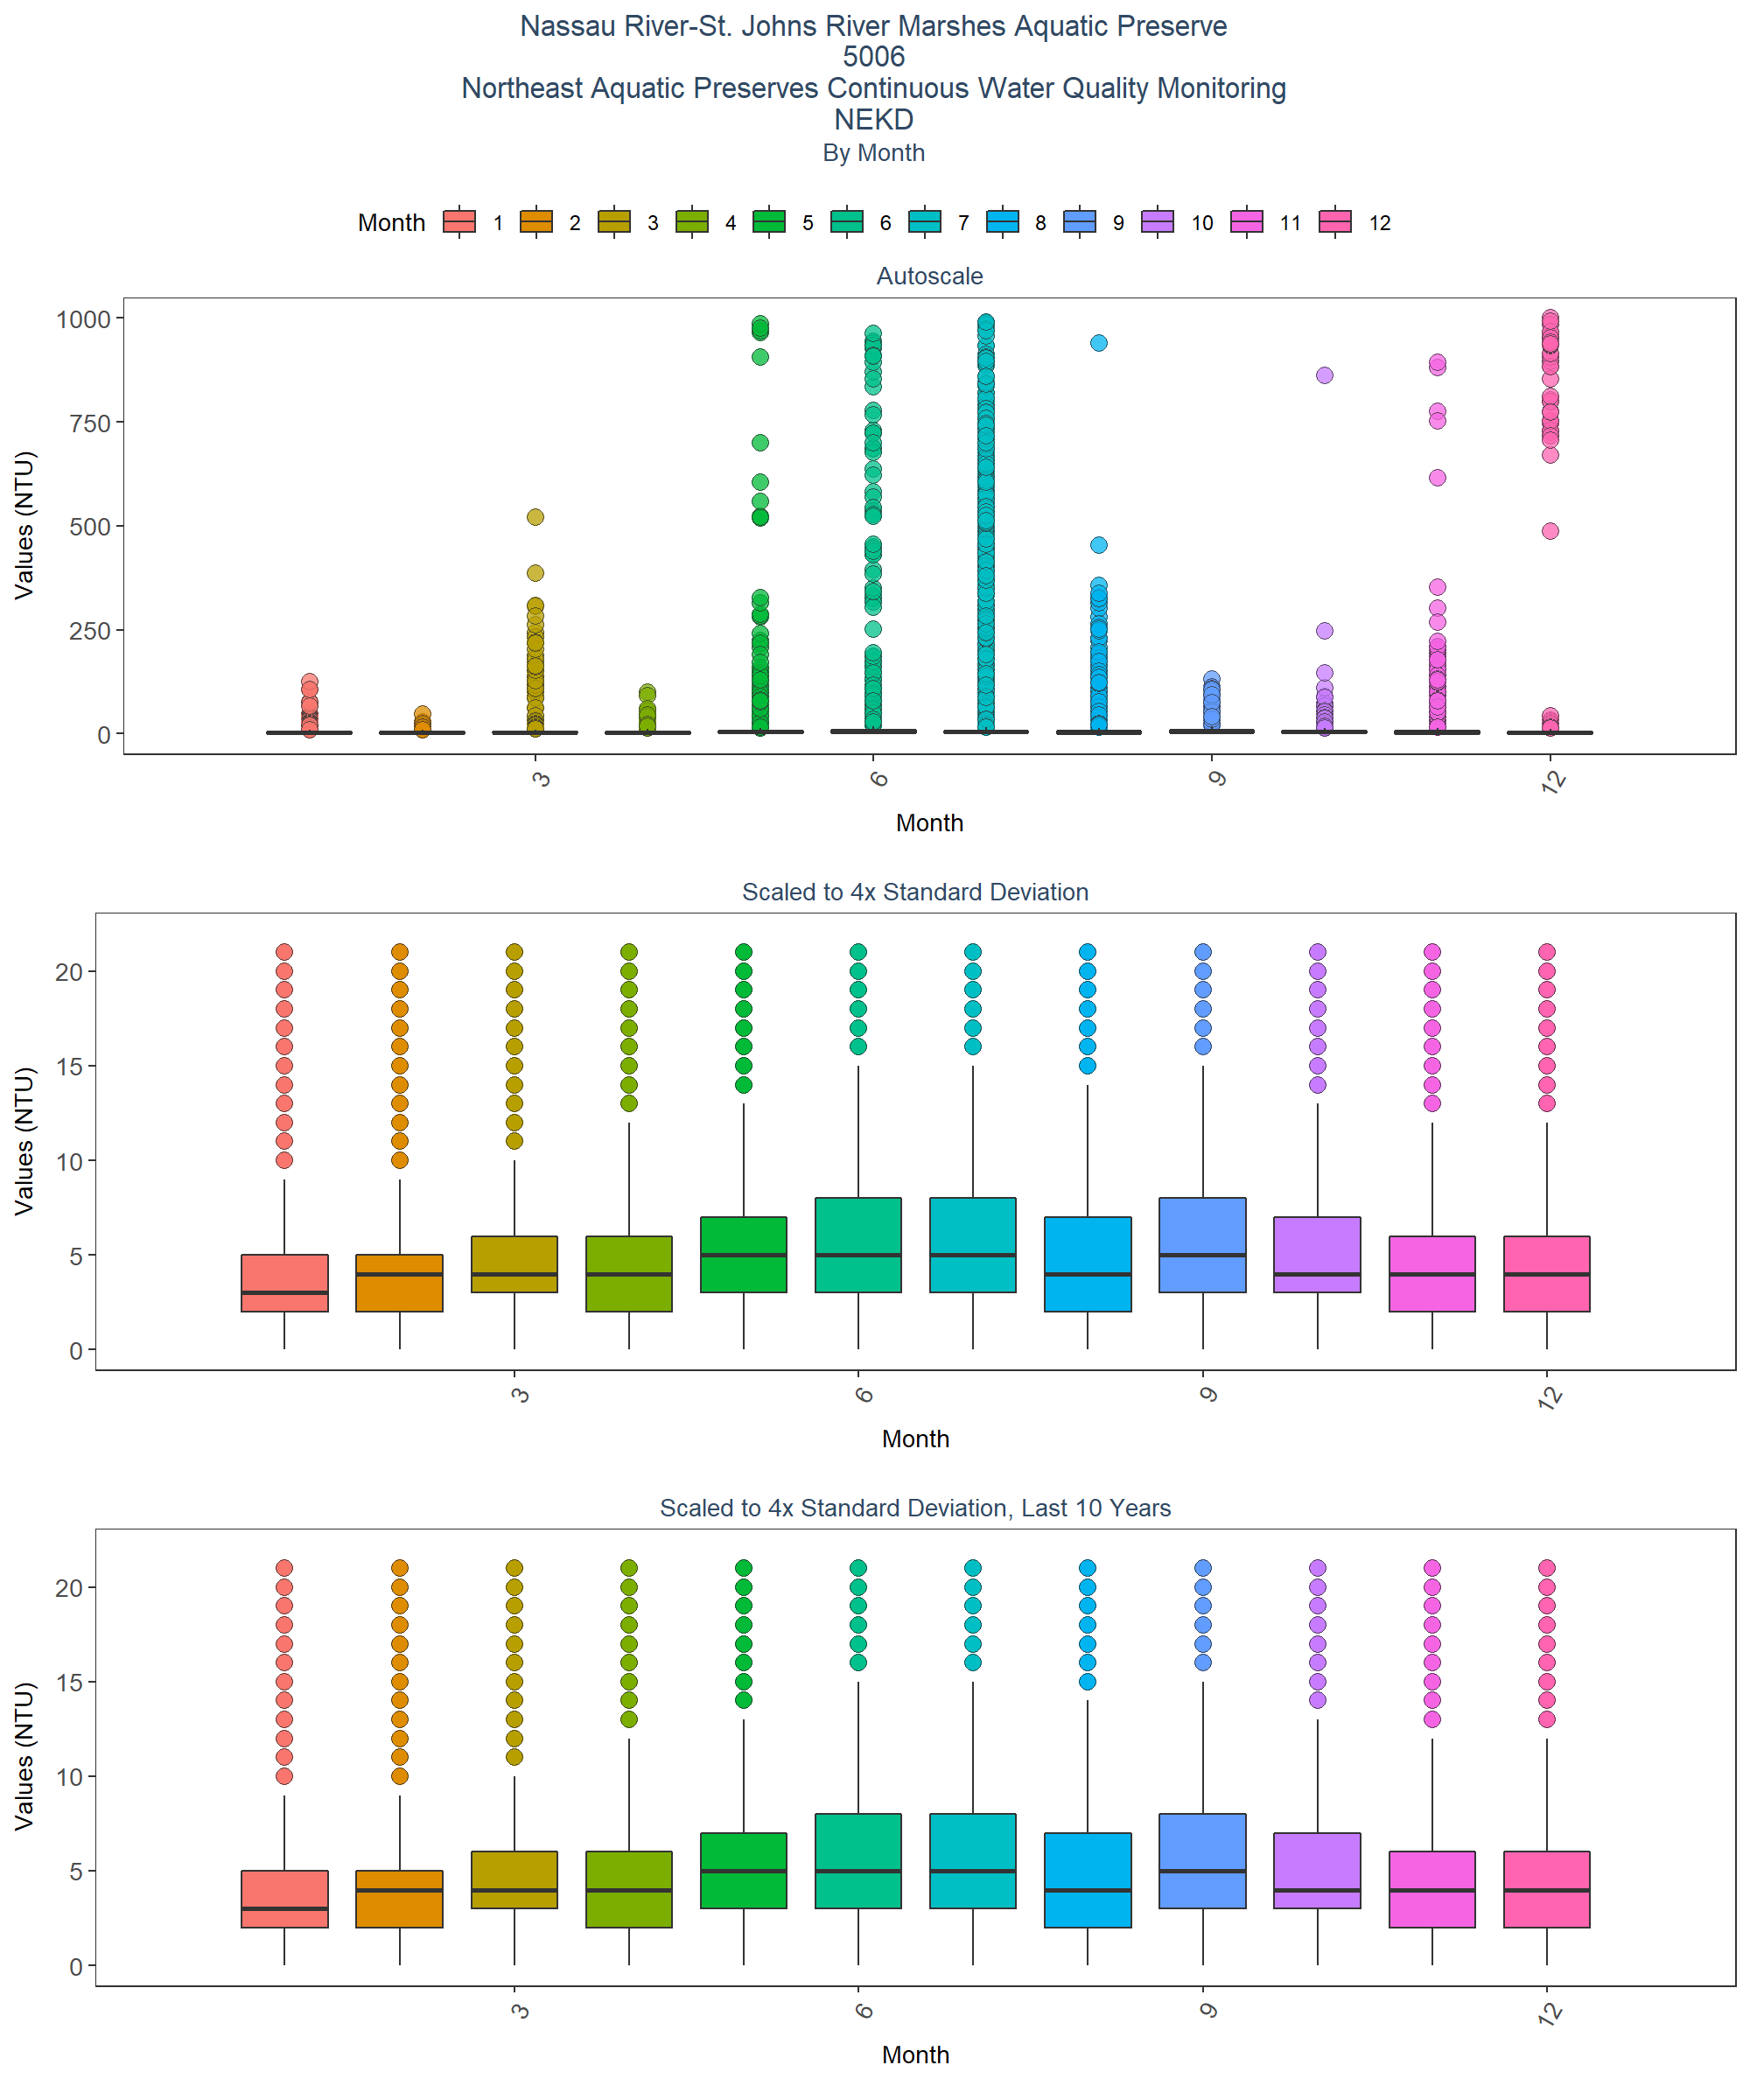 Nassau River-St. Johns River Marshes Aquatic Preserve
5006
Northeast Aquatic Preserves Continuous Water Quality Monitoring
NEKD
By Month
Month 1 2 3 4 5 6 7 8 9 10 11 12
Autoscale
Values (NTU)
1000
750
500
250
0
3 6 9 12
Month
Scaled to 4x Standard Deviation
Values (NTU)
20
15
10
5
0
3 6 9 12
Month
Scaled to 4x Standard Deviation, Last 10 Years
Values (NTU)
20
15
10
5
0
3 6 9 12
Month